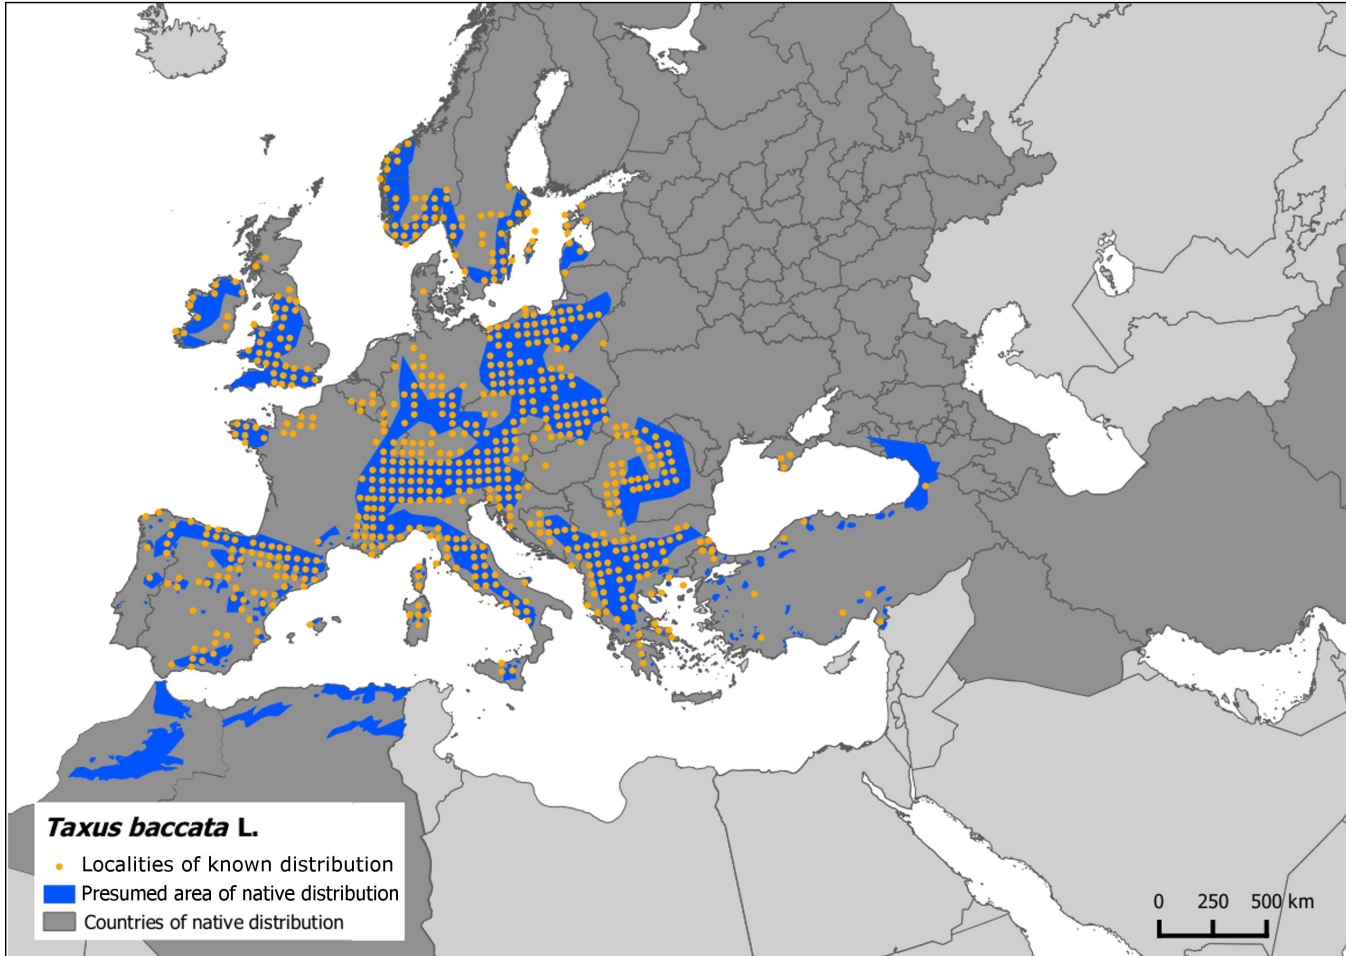 Taxus baccata L.
Localities of known distribution
Presumed area of native distribution
Countries of native distribution
0 250 500 km